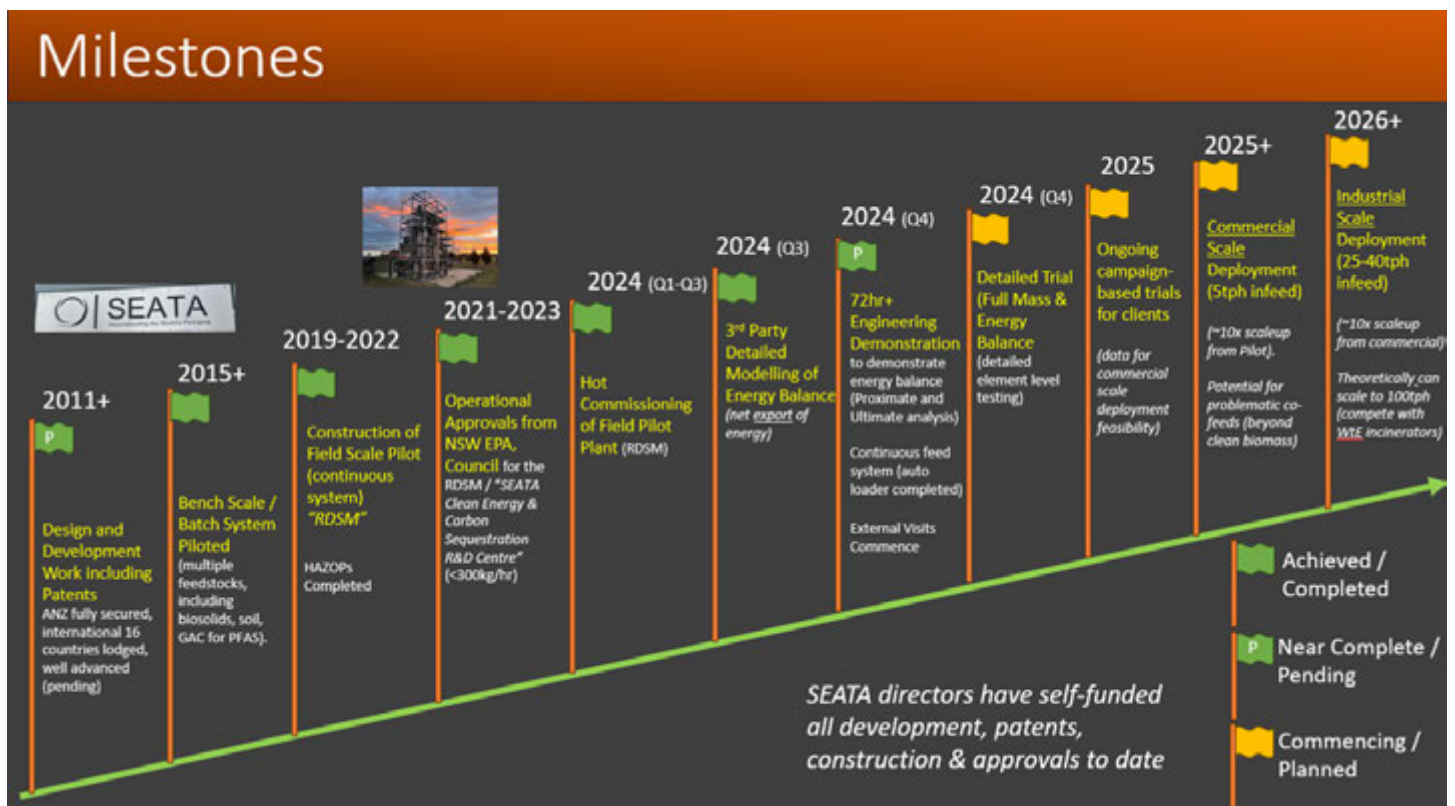 Milestones
SEATA
2011+
P
Design and
Development
Work including
Patents
ANZ fully secured,
international 16
countries lodged,
well advanced
(pending)
2015+
Bench Scale /
Batch System
Piloted
(multiple
feedstocks,
including
biosolids, soil,
GAC for PFAS).
2019-2022
Construction of
Field Scale Pilot
(continuous
system)
"RDSM"
HAZOPs
Completed
2021-2023
Operational
Approvals from
NSW EPA,
Council for the
RDSM / "SEATA
Clean Energy &
Carbon
Sequestration
R&D Centre"
(<300kg/hr)
2024 (Q1-Q3)
Hot
Commissioning
of Field Pilot
Plant (RDSM)
2024 (Q3)
3rd Party
Detailed
Modelling of
Energy Balance
(net export of
energy)
2024 (Q4)
P
72hr+
Engineering
Demonstration
to demonstrate
energy balance
(Proximate and
Ultimate analysis)
Continuous feed
system (auto
loader completed)
External Visits
Commence
2024 (Q4)
Detailed Trial
(Full Mass &
Energy
Balance)
(detailed
element level
testing)
2025
Ongoing
campaign-
based trials
for clients
(data for
commercial
scale
deployment
feasibility)
2025+
Commercial
Scale
Deployment
(5tph infeed)
(~10x scaleup
from Pilot).
Potential for
problematic co-
feeds (beyond
clean biomass)
2026+
Industrial
Scale
Deployment
(25-40tph
infeed)
(~10x scaleup
from commercial)
Theoretically can
scale to 100tph
(compete with
WtE incinerators)
SEATA directors have self-funded
all development, patents,
construction & approvals to date
Achieved /
Completed
P
Near Complete /
Pending
Commencing /
Planned